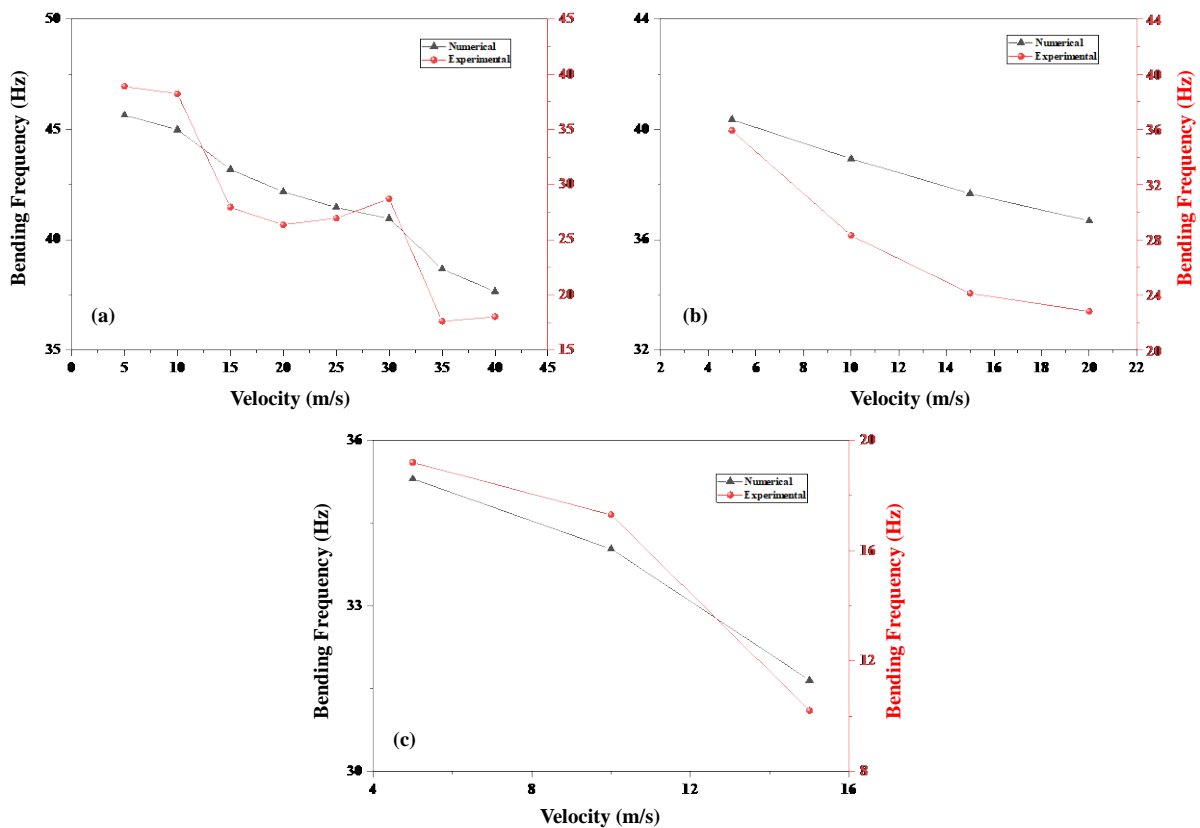 50
45
40
35
Bending Frequency (Hz)
Numerical
Experimental
45
40
35
30
25
20
15
(a)
0 5 10 15 20 25 30 35 40 45
Velocity (m/s)
44
40
36
32
Bending Frequency (Hz)
Numerical
Experimental
44
40
36
32
28
24
20
Bending Frequency (Hz)
(b)
2 4 6 8 10 12 14 16 18 20 22
Velocity (m/s)
36
33
30
Bending Frequency (Hz)
Numerical
Experimental
20
16
12
8
Bending Frequency (Hz)
(c)
4 8 12 16
Velocity (m/s)